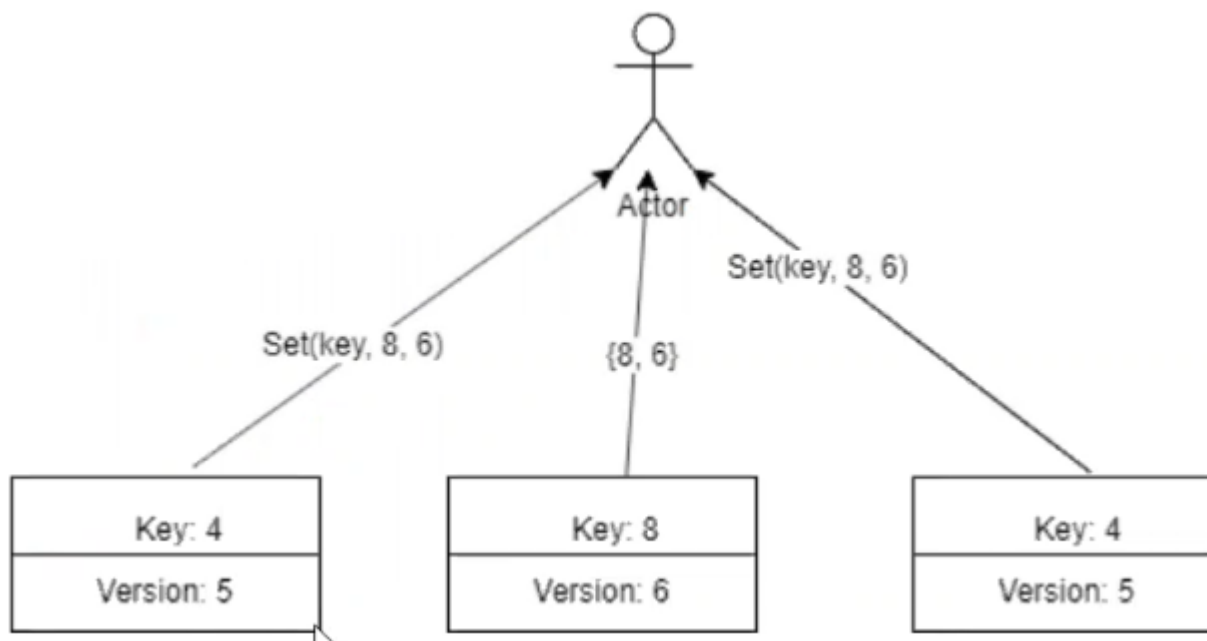 Actor
Set(key, 8, 6)
Set(key, 8, 6)
{8, 6}
Key: 4
Version: 5
Key: 8
Version: 6
Key: 4
Version: 5